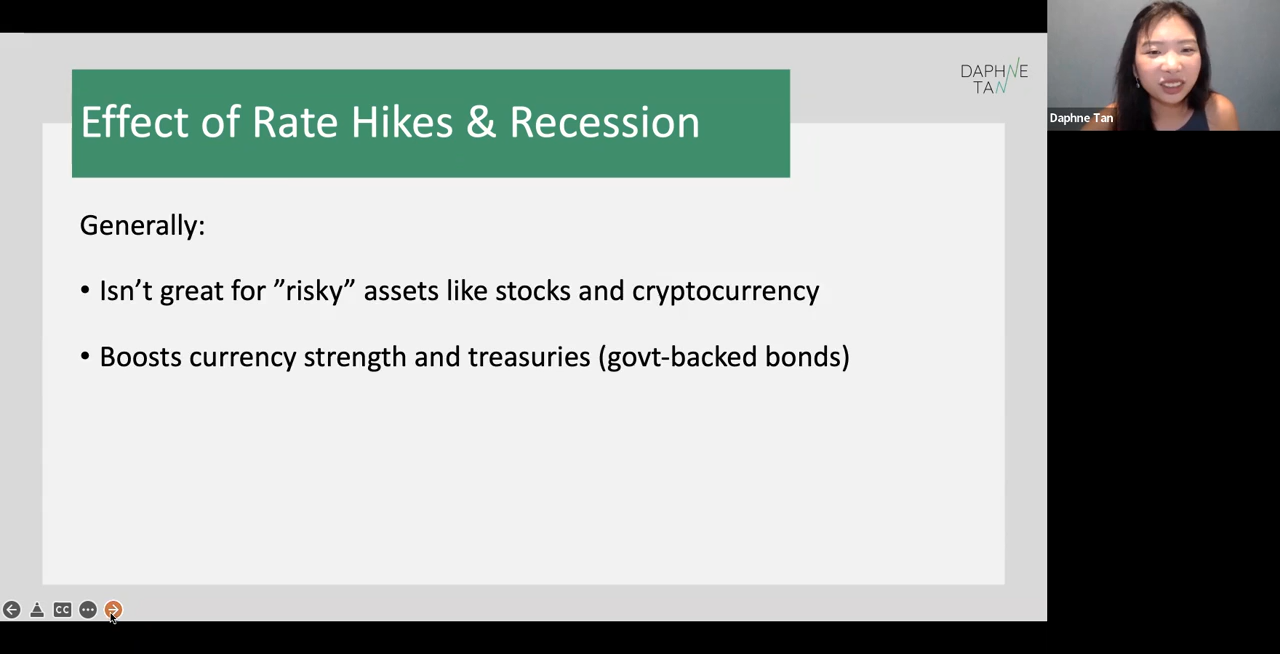 DAPHNE
TAN
Effect of Rate Hikes & Recession
Generally:
• Isn’t great for ”risky” assets like stocks and cryptocurrency
• Boosts currency strength and treasuries (govt-backed bonds)
CC
Daphne Tan